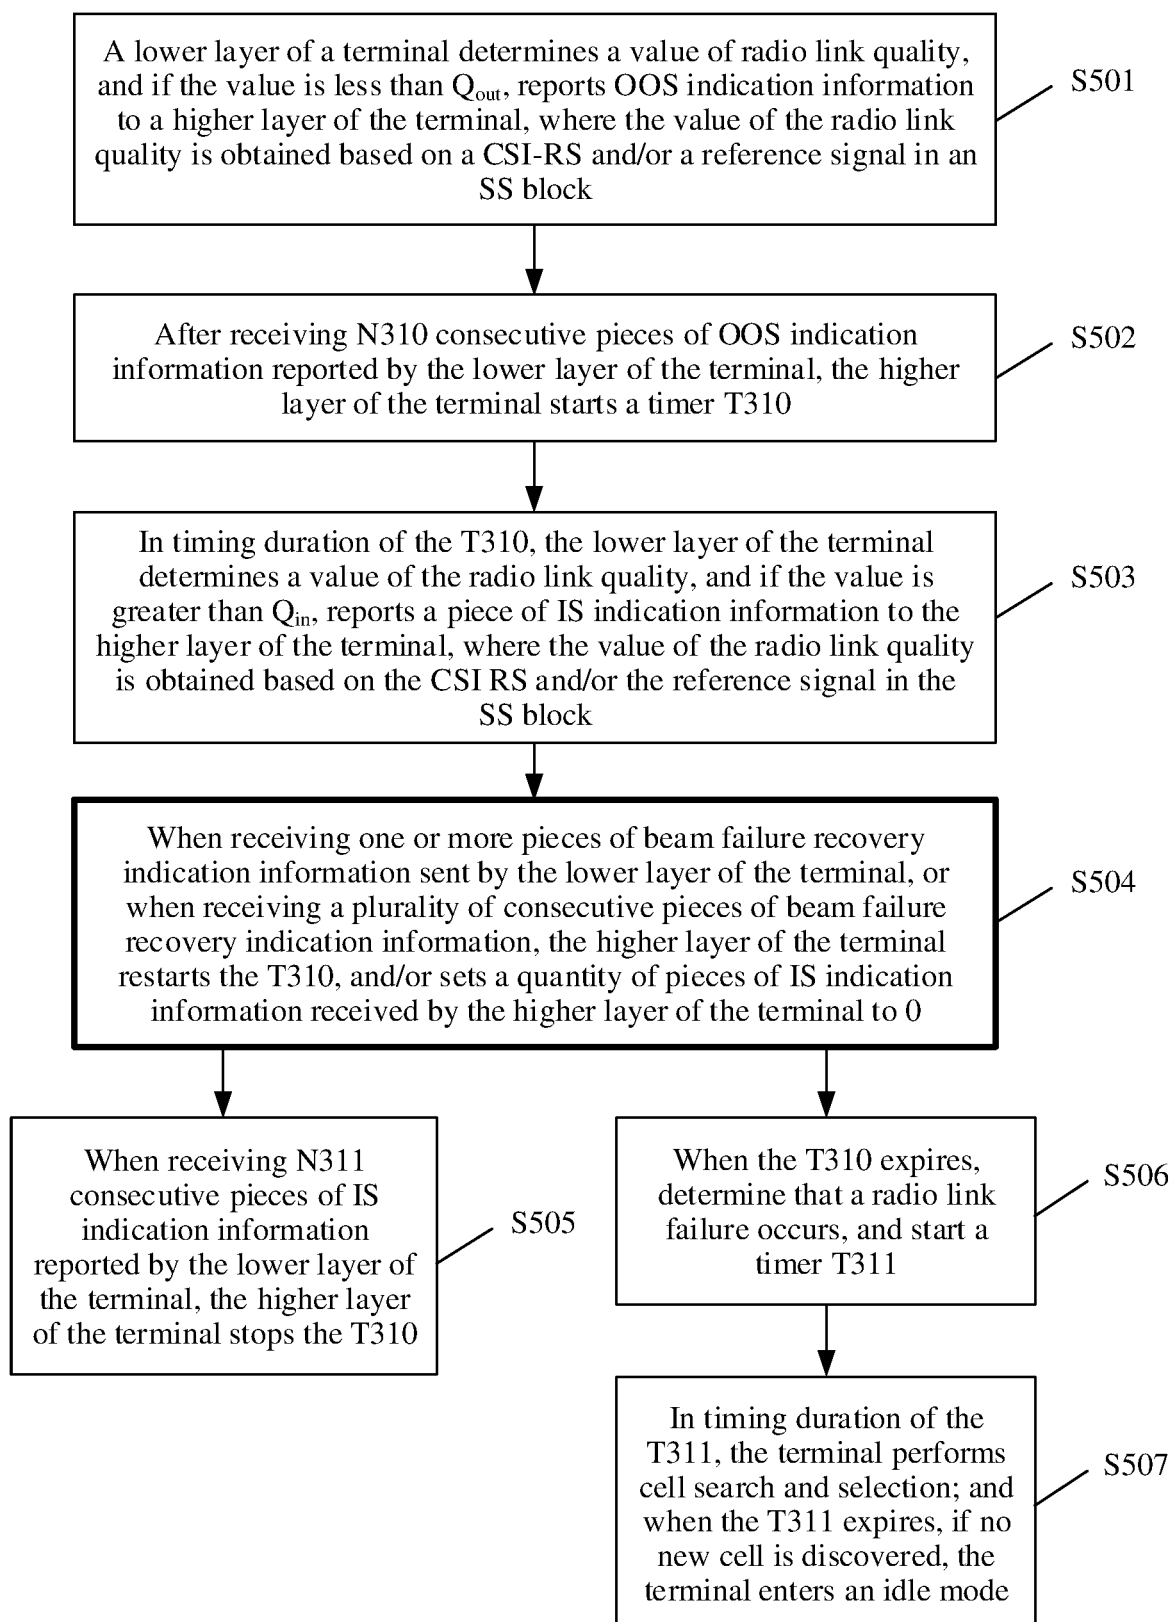 A lower layer of a terminal determines a value of radio link quality,
and if the value is less than Qout, reports OOS indication information
to a higher layer of the terminal, where the value of the radio link
quality is obtained based on a CSI-RS and/or a reference signal in an
SS block
S501
After receiving N310 consecutive pieces of OOS indication
information reported by the lower layer of the terminal, the higher
layer of the terminal starts a timer T310
S502
In timing duration of the T310, the lower layer of the terminal
determines a value of the radio link quality, and if the value is
greater than Qin, reports a piece of IS indication information to the
higher layer of the terminal, where the value of the radio link quality
is obtained based on the CSI RS and/or the reference signal in the
SS block
S503
When receiving one or more pieces of beam failure recovery
indication information sent by the lower layer of the terminal, or
when receiving a plurality of consecutive pieces of beam failure
recovery indication information, the higher layer of the terminal
restarts the T310, and/or sets a quantity of pieces of IS indication
information received by the higher layer of the terminal to 0
S504
When receiving N311
consecutive pieces of IS
indication information
reported by the lower layer of
the terminal, the higher layer
of the terminal stops the T310
S505
When the T310 expires,
determine that a radio link
failure occurs, and start a
timer T311
S506
In timing duration of the
T311, the terminal performs
cell search and selection; and
when the T311 expires, if no
new cell is discovered, the
terminal enters an idle mode
S507